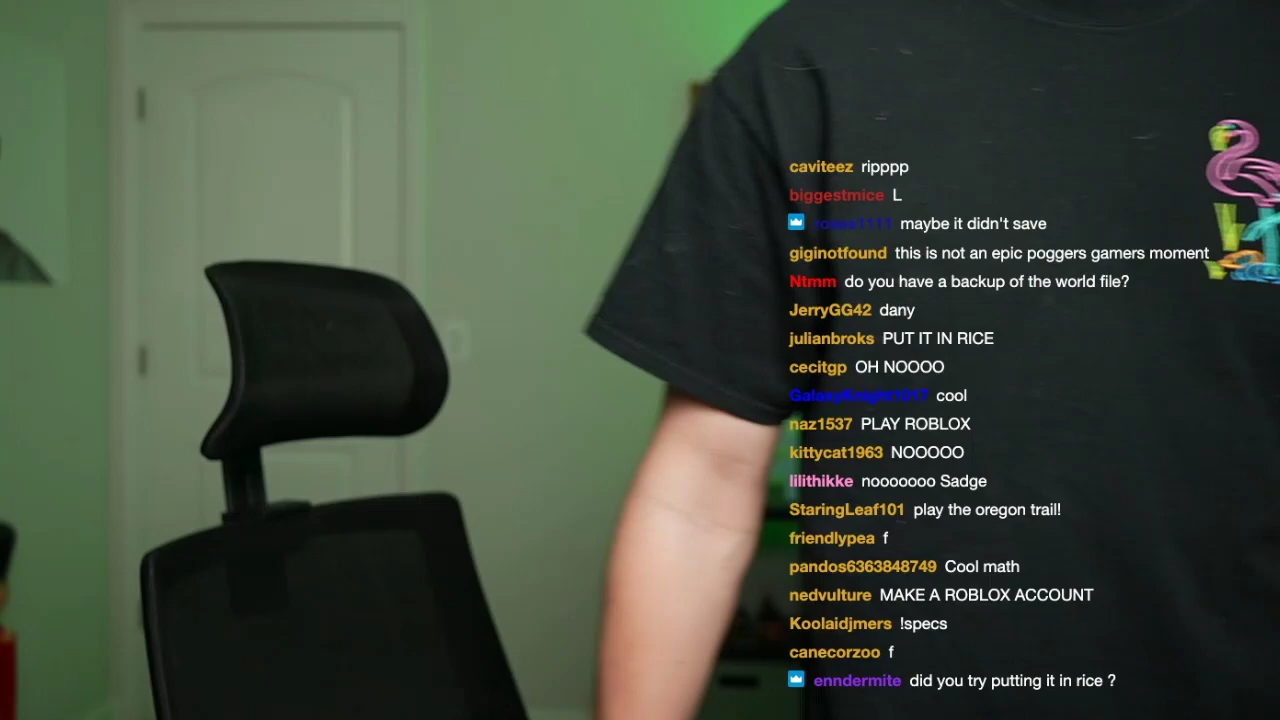 caviteez ripppp
biggestmice L
rosas1111 maybe it didn't save
giginotfound this is not an epic poggers gamers moment
Ntmm do you have a backup of the world file?
JerryGG42 dany
julianbroks PUT IT IN RICE
cecitgp OH NOOOO
GalaxyKnight1017 cool
naz1537 PLAY ROBLOX
kittycat1963 NOOOOO
lilithikke nooooooo Sadge
StaringLeaf101 play the oregon trail!
friendlypea f
pandos6363848749 Cool math
nedvulture MAKE A ROBLOX ACCOUNT
Koolaidjmers !specs
canecorzoo f
enndermite did you try putting it in rice ?